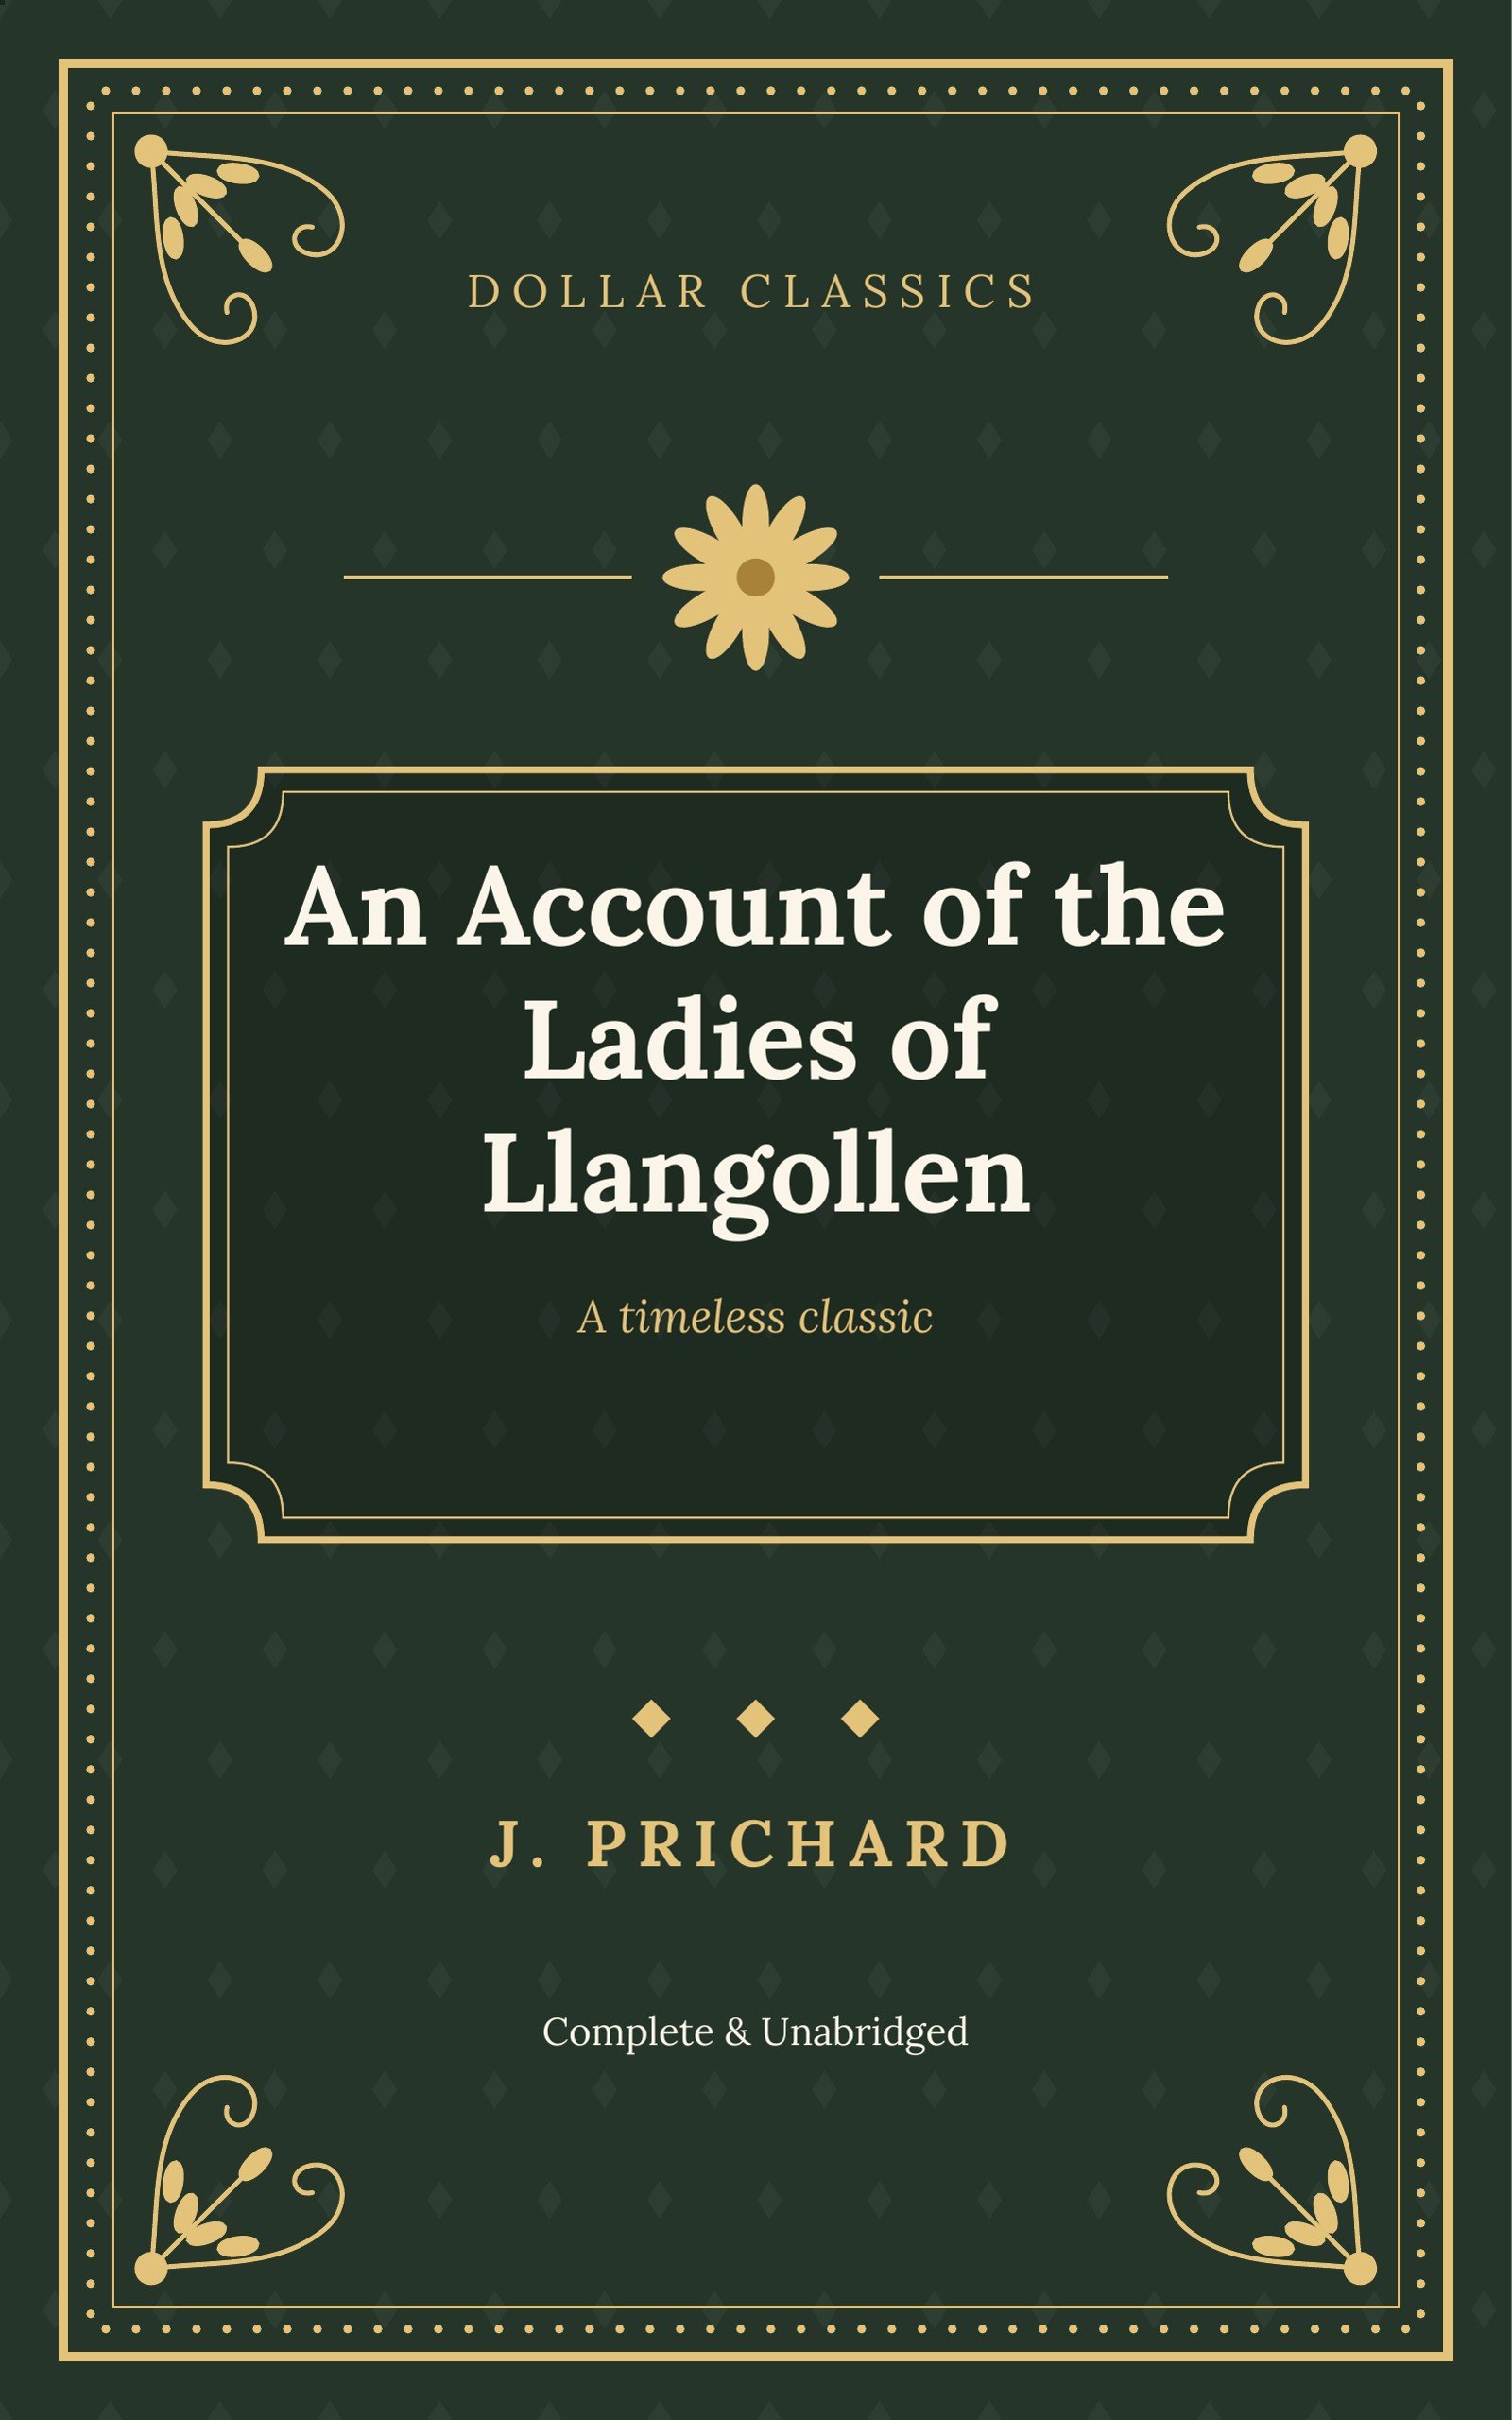 DOLLAR CLASSICS
An Account of the
Ladies of
Llangollen
A timeless classic
J. PRICHARD
Complete & Unabridged